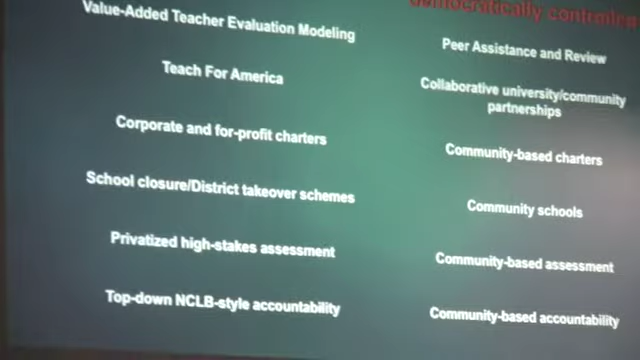 democratically controlled
Value-Added Teacher Evaluation Modeling
Peer Assistance and Review
Teach For America
Collaborative university/community
partnerships
Corporate and for-profit charters
Community-based charters
School closure/District takeover schemes
Community schools
Privatized high-stakes assessment
Community-based assessment
Top-down NCLB-style accountability
Community-based accountability